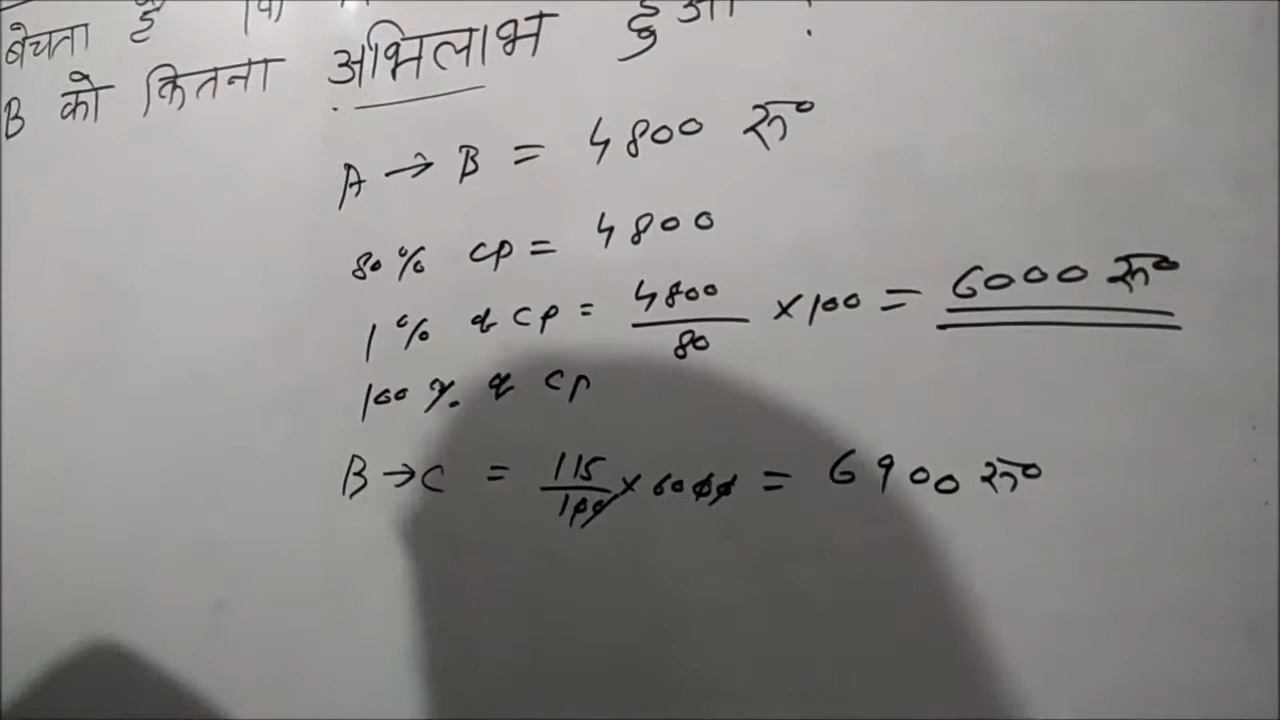 बेचता है
B को कितना अभिलाभ हुआ ?
A → B = 4800 रु०
80% CP = 4800
1% of CP = 4800/80 × 100 = 6000 रु०
100% of CP
B → C = 115/100 × 6000 = 6900 रु०